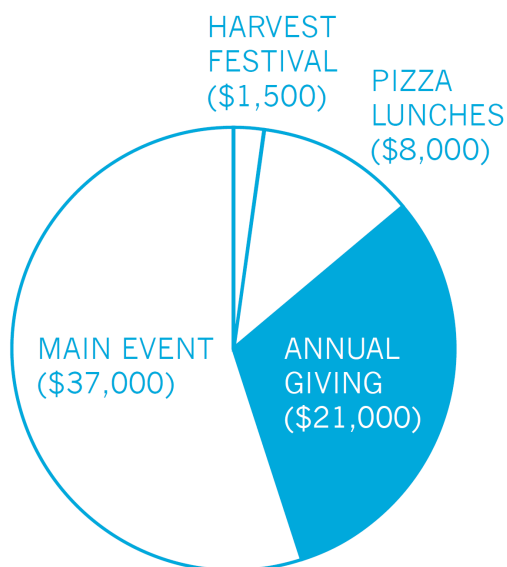 HARVEST
FESTIVAL
($1,500)
PIZZA
LUNCHES
($8,000)
MAIN EVENT
($37,000)
ANNUAL
GIVING
($21,000)